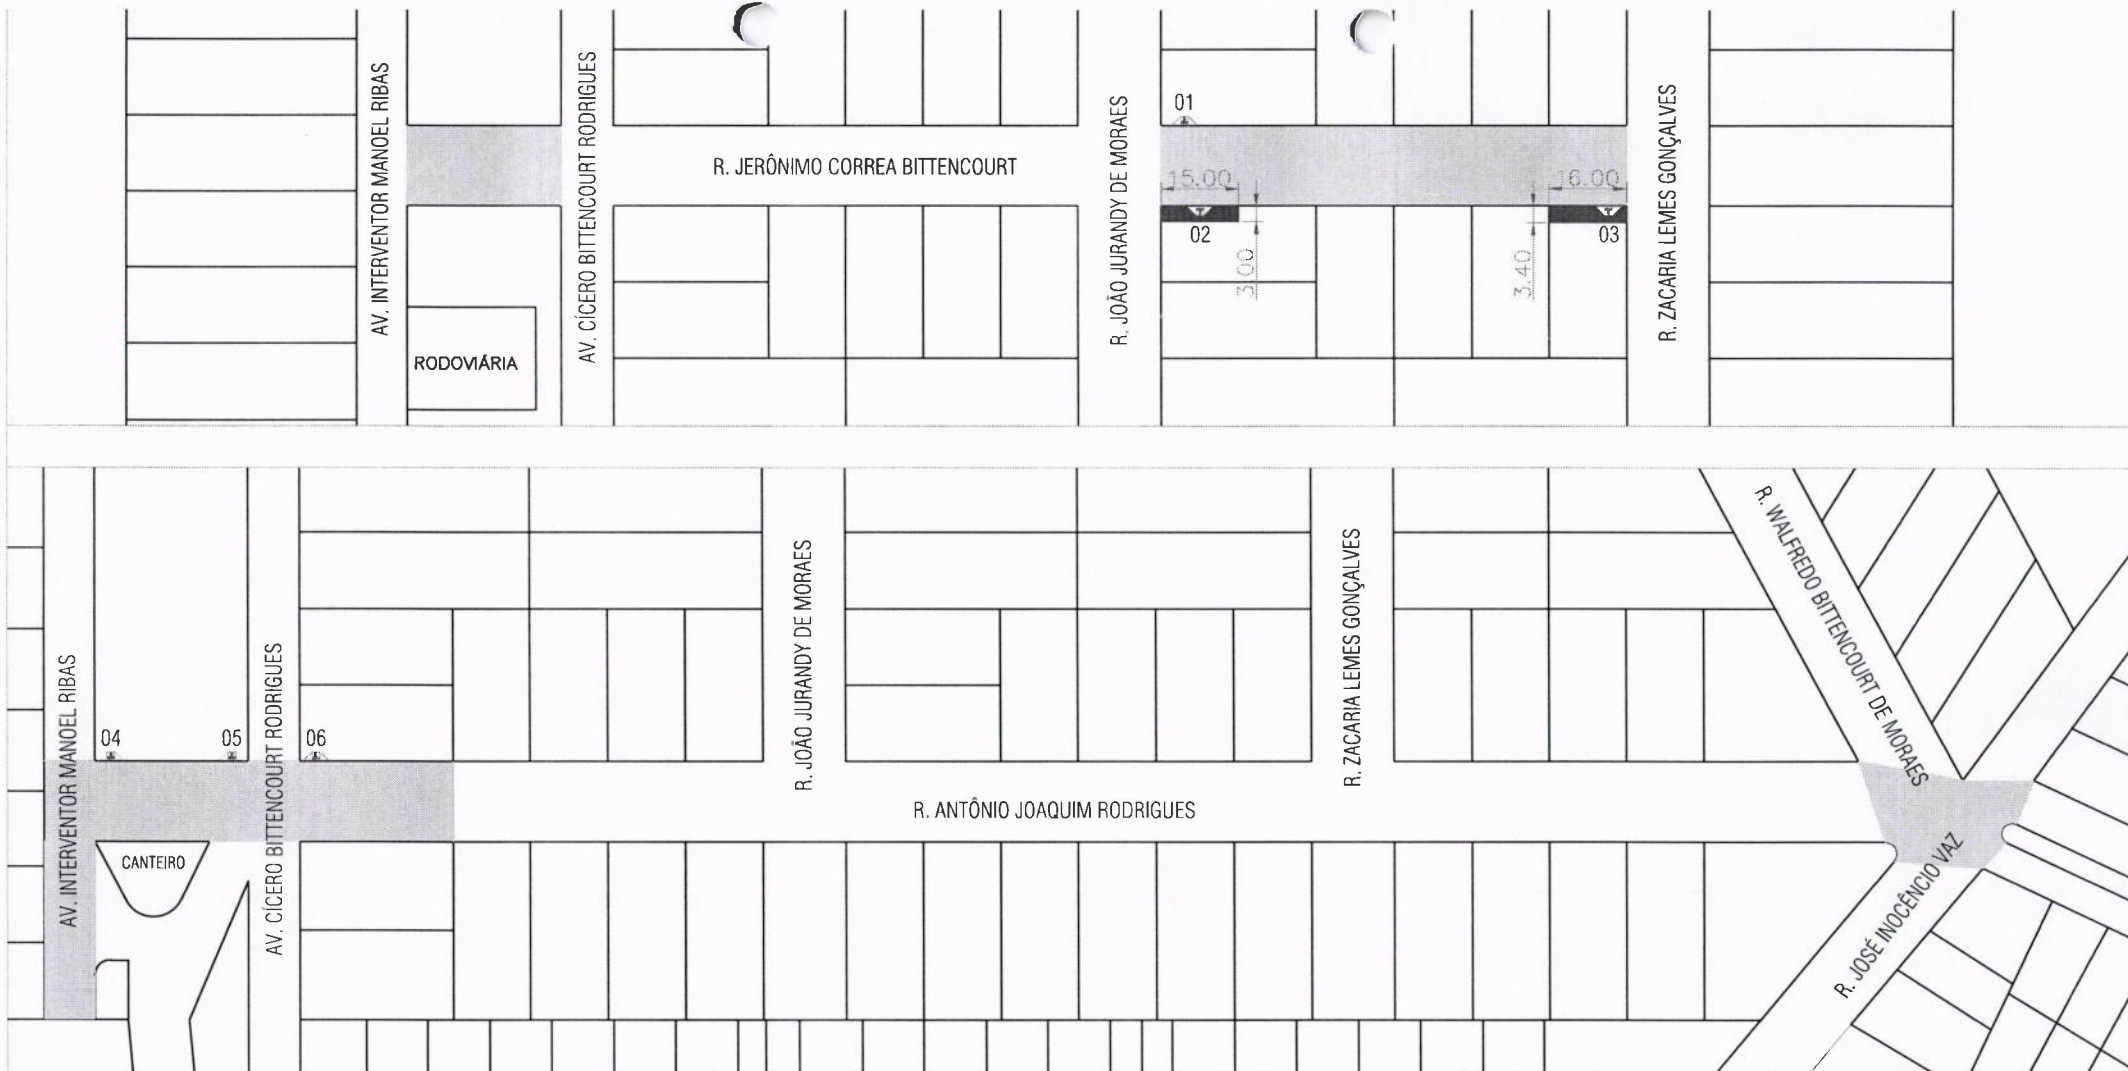 AV. INTERVENTOR MANOEL RIBAS
AV. CÍCERO BITTENCOURT RODRIGUES
R. JERÔNIMO CORREA BITTENCOURT
R. JOÃO JURANDY DE MORAES
01
15.00
02
3.00
16.00
03
3.40
R. ZACARIA LEMES GONÇALVES
RODOVIÁRIA
AV. INTERVENTOR MANOEL RIBAS
04
05
AV. CÍCERO BITTENCOURT RODRIGUES
06
CANTEIRO
R. JOÃO JURANDY DE MORAES
R. ANTÔNIO JOAQUIM RODRIGUES
R. ZACARIA LEMES GONÇALVES
R. WALFREDO BITTENCOURT DE MORAES
R. JOSÉ INOCÊNCIO VAZ